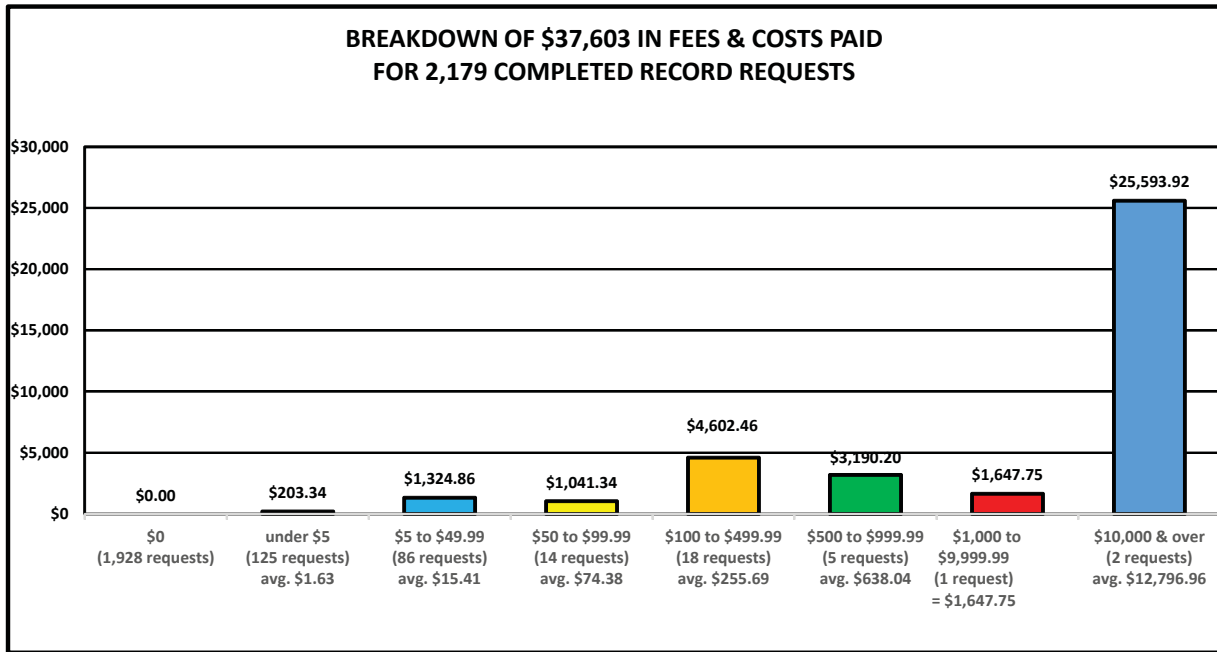 BREAKDOWN OF $37,603 IN FEES & COSTS PAID
FOR 2,179 COMPLETED RECORD REQUESTS
$30,000
$25,000
$20,000
$15,000
$10,000
$5,000
$0
$0.00
$203.34
$1,324.86
$1,041.34
$4,602.46
$3,190.20
$1,647.75
$25,593.92
$0
(1,928 requests)
under $5
(125 requests)
avg. $1.63
$5 to $49.99
(86 requests)
avg. $15.41
$50 to $99.99
(14 requests)
avg. $74.38
$100 to $499.99
(18 requests)
avg. $255.69
$500 to $999.99
(5 requests)
avg. $638.04
$1,000 to
$9,999.99
(1 request)
= $1,647.75
$10,000 & over
(2 requests)
avg. $12,796.96